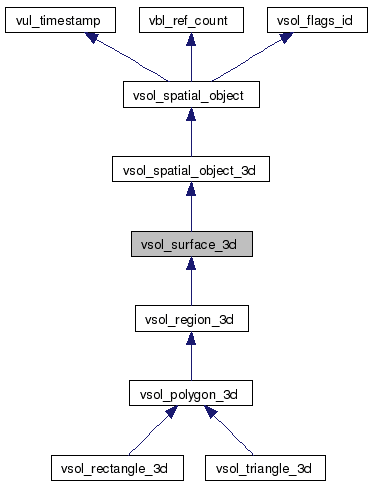 vul_timestamp
vbl_ref_count
vsol_flags_id
vsol_spatial_object
vsol_spatial_object_3d
vsol_surface_3d
vsol_region_3d
vsol_polygon_3d
vsol_rectangle_3d
vsol_triangle_3d